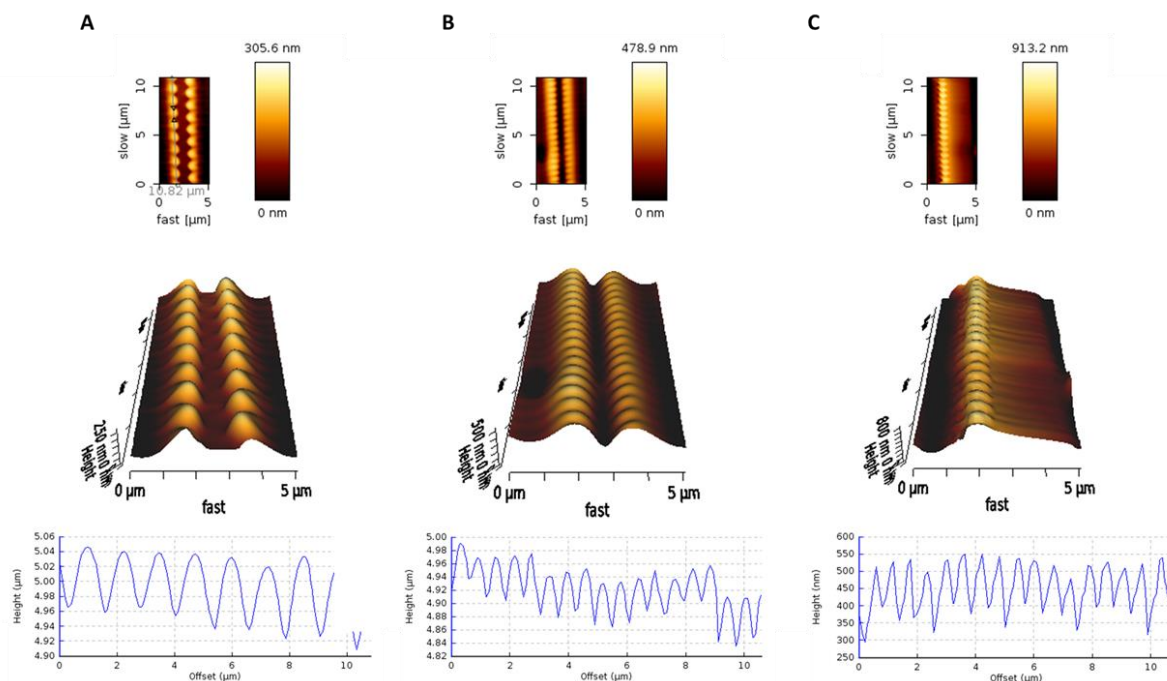 A
B
C
305.6 nm
478.9 nm
913.2 nm
slow [µm]
0
5
10
10.82 µm
0
5
fast [µm]
0 nm
slow [µm]
0
5
10
0
5
fast [µm]
0 nm
slow [µm]
0
5
10
0
5
fast [µm]
0 nm
250 nm
Height
0 µm
5 µm
fast
500 nm
Height
0 µm
5 µm
fast
800 nm
Height
0 µm
5 µm
fast
Height (µm)
5.06
5.04
5.02
5.00
4.98
4.96
4.94
4.92
4.90
0 2 4 6 8 10
Offset (µm)
Height (µm)
5.00
4.98
4.96
4.94
4.92
4.90
4.88
4.86
4.84
4.82
0 2 4 6 8 10
Offset (µm)
Height (nm)
600
550
500
450
400
350
300
250
0 2 4 6 8 10
Offset (µm)